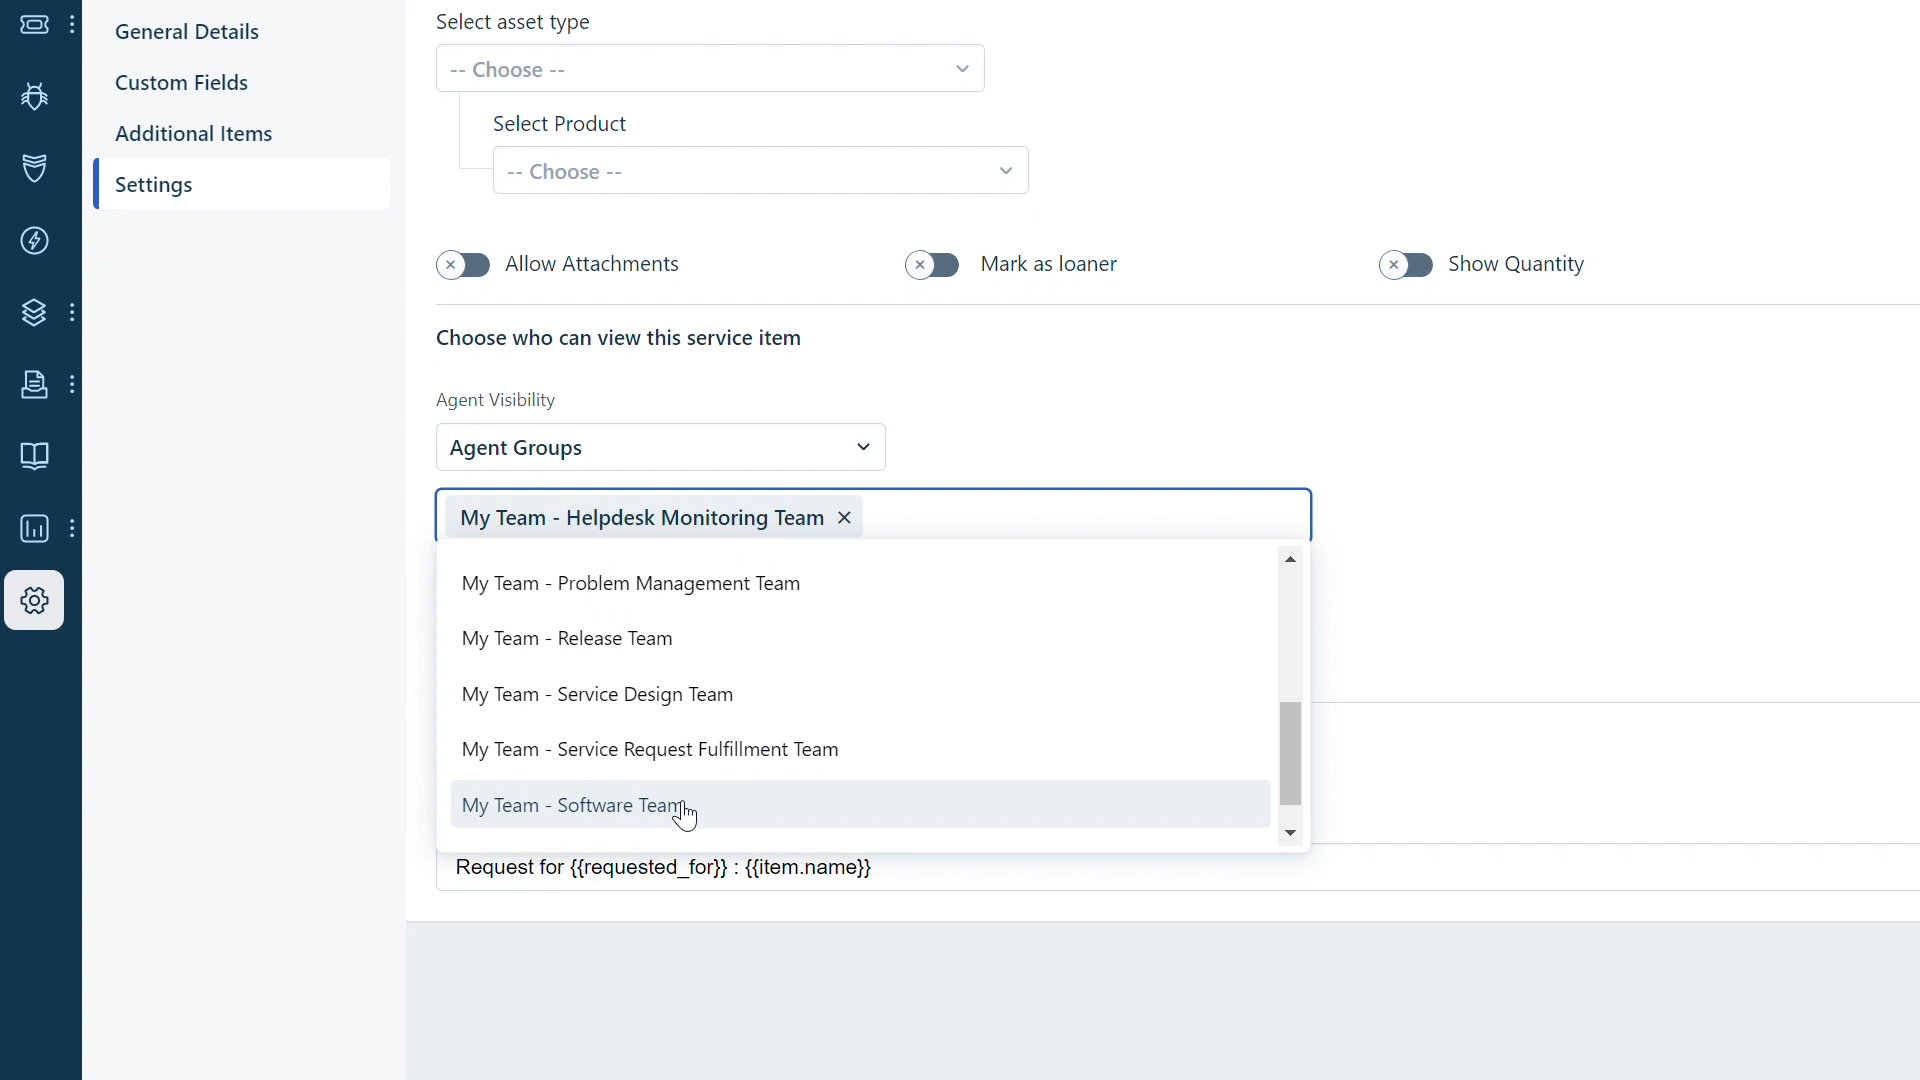 General Details
Custom Fields
Additional Items
Settings
Select asset type
-- Choose --
Select Product
-- Choose --
Allow Attachments
Mark as loaner
Show Quantity
Choose who can view this service item
Agent Visibility
Agent Groups
My Team - Helpdesk Monitoring Team
My Team - Problem Management Team
My Team - Release Team
My Team - Service Design Team
My Team - Service Request Fulfillment Team
My Team - Software Team
Request for {{requested_for}} : {{item.name}}